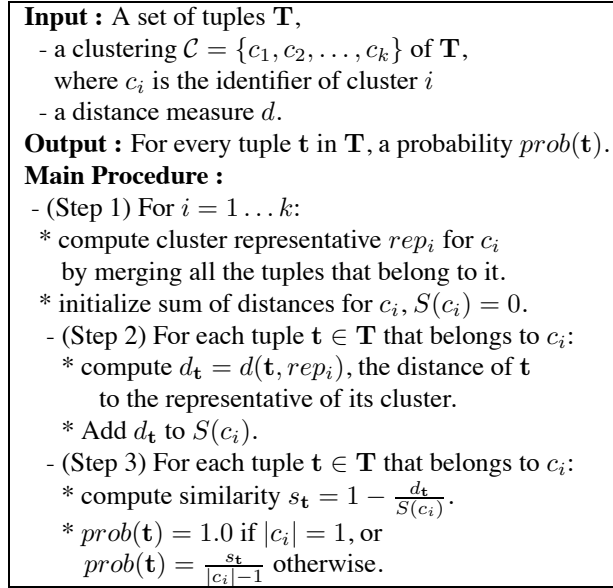 Input : A set of tuples T,
- a clustering C = {c₁, c₂, . . . , cₖ} of T,
where cᵢ is the identifier of cluster i
- a distance measure d.
Output : For every tuple t in T, a probability prob(t).
Main Procedure :
- (Step 1) For i = 1 . . . k:
* compute cluster representative repᵢ for cᵢ
by merging all the tuples that belong to it.
* initialize sum of distances for cᵢ, S(cᵢ) = 0.
- (Step 2) For each tuple t ∈ T that belongs to cᵢ:
* compute d_t = d(t, repᵢ), the distance of t
to the representative of its cluster.
* Add d_t to S(cᵢ).
- (Step 3) For each tuple t ∈ T that belongs to cᵢ:
* compute similarity s_t = 1 − d_t/S(cᵢ).
* prob(t) = 1.0 if |cᵢ| = 1, or
prob(t) = s_t/(|cᵢ|−1) otherwise.